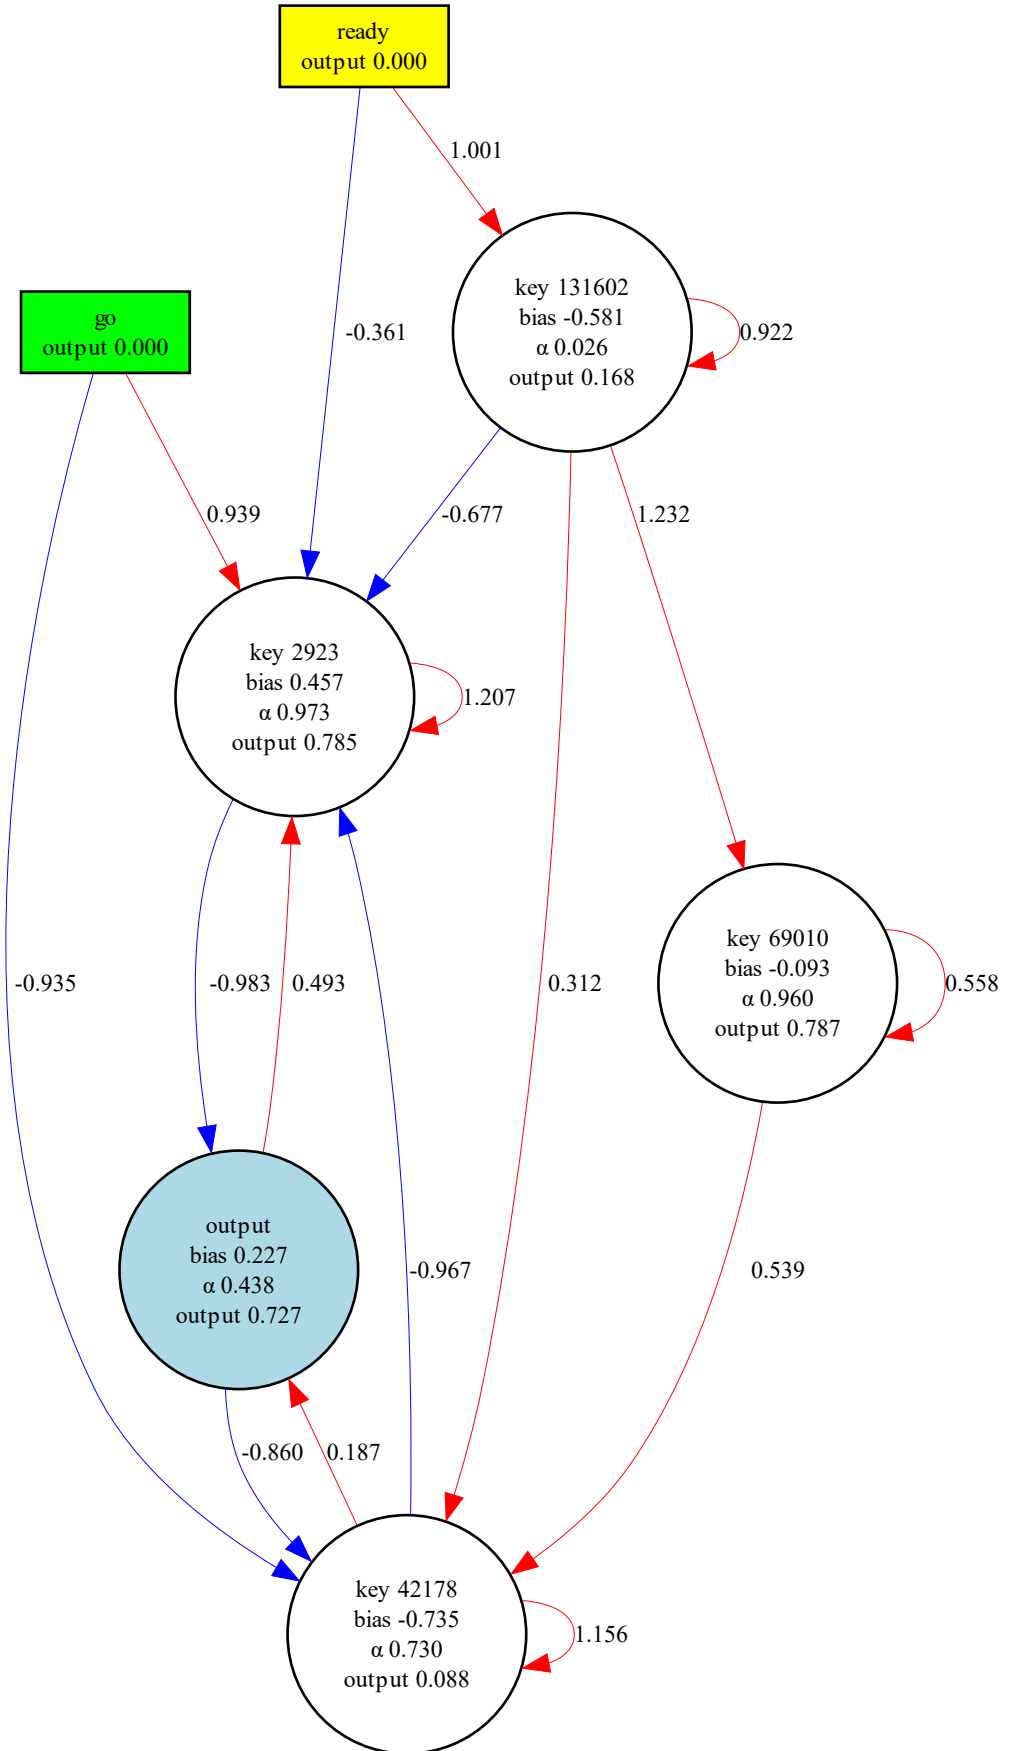 ready
output 0.000
1.001
key 131602
bias -0.581
α 0.026
output 0.168
0.922
go
output 0.000
-0.361
0.939
-0.677
1.232
key 2923
bias 0.457
α 0.973
output 0.785
1.207
key 69010
bias -0.093
α 0.960
output 0.787
0.558
-0.935
-0.983
0.493
0.312
output
bias 0.227
α 0.438
output 0.727
-0.967
0.539
-0.860
0.187
key 42178
bias -0.735
α 0.730
output 0.088
1.156